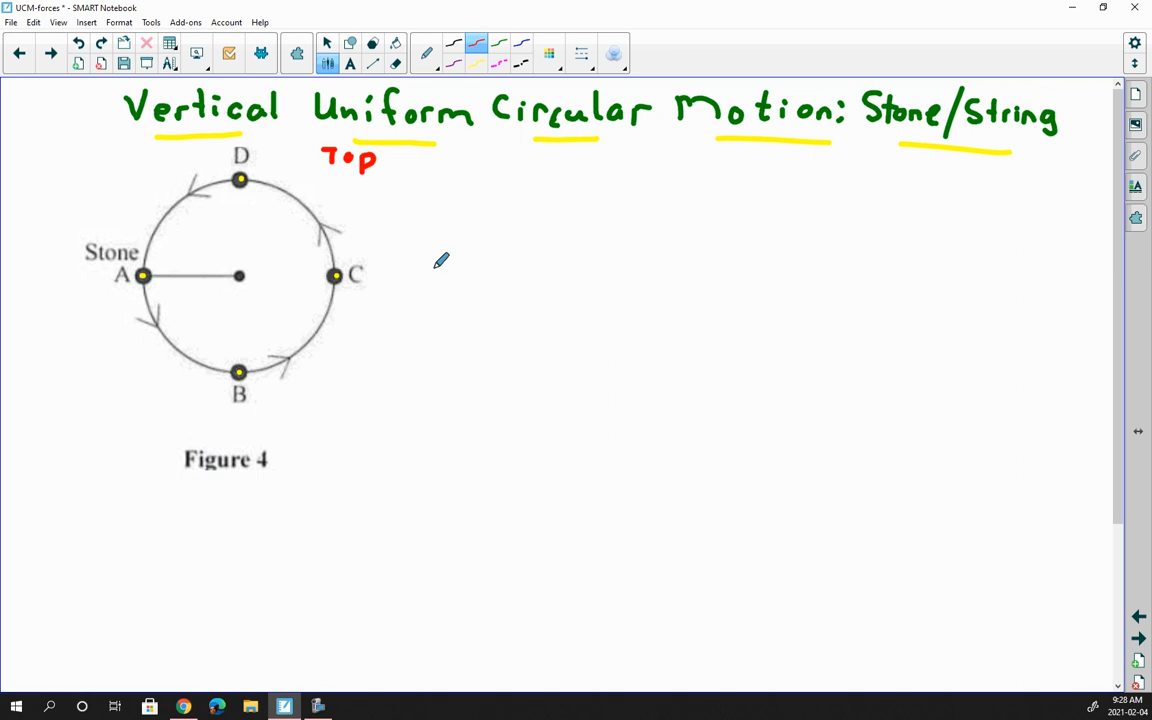 UCM-forces * - SMART Notebook
File Edit View Insert Format Tools Add-ons Account Help
Vertical Uniform Circular Motion: Stone/String
Top
D
Stone
A
C
B
Figure 4
9:28 AM
2021-02-04